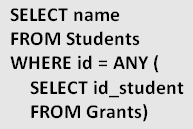 SELECT name
FROM Students
WHERE id = ANY (
SELECT id_student
FROM Grants)